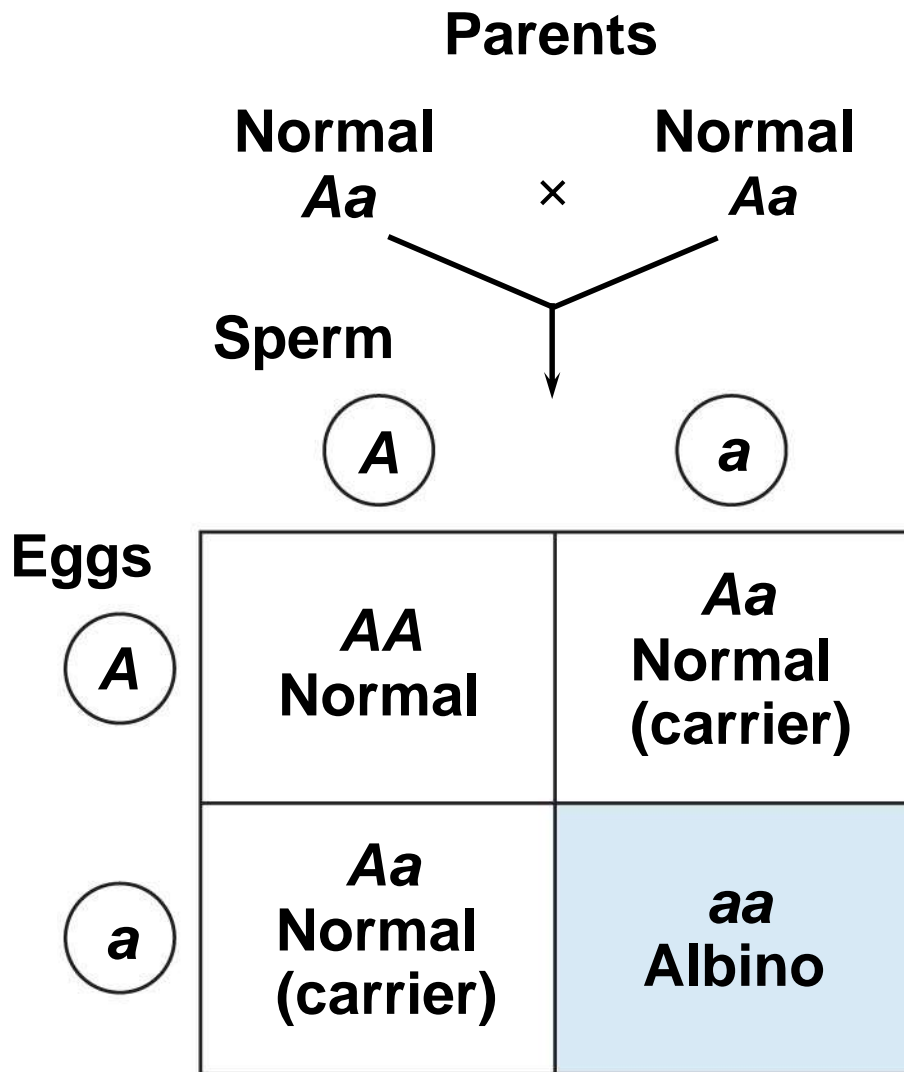 Parents
Normal Normal
Aa × Aa
Sperm
A a
Eggs
A
AA
Normal
Aa
Normal
(carrier)
a
Aa
Normal
(carrier)
aa
Albino